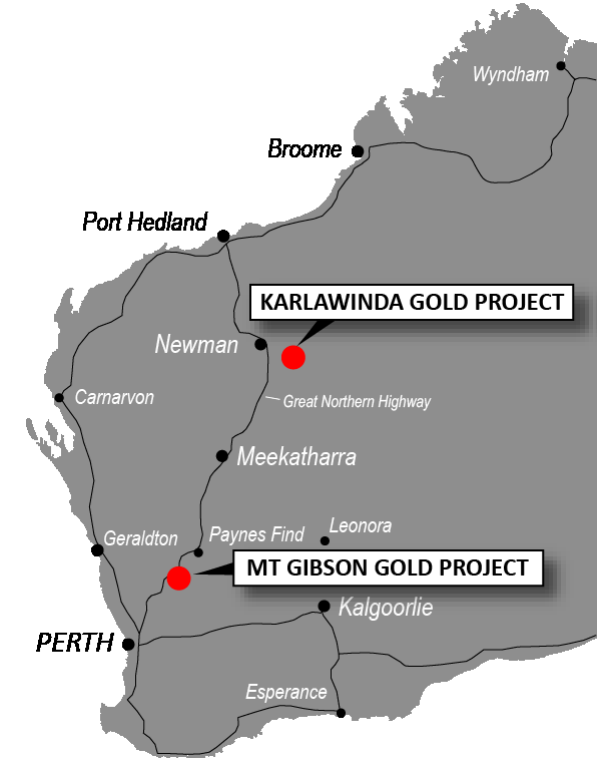 Wyndham
Broome
Port Hedland
KARLAWINDA GOLD PROJECT
Newman
Carnarvon
Great Northern Highway
Meekatharra
Leonora
Geraldton
Paynes Find
MT GIBSON GOLD PROJECT
Kalgoorlie
PERTH
Esperance